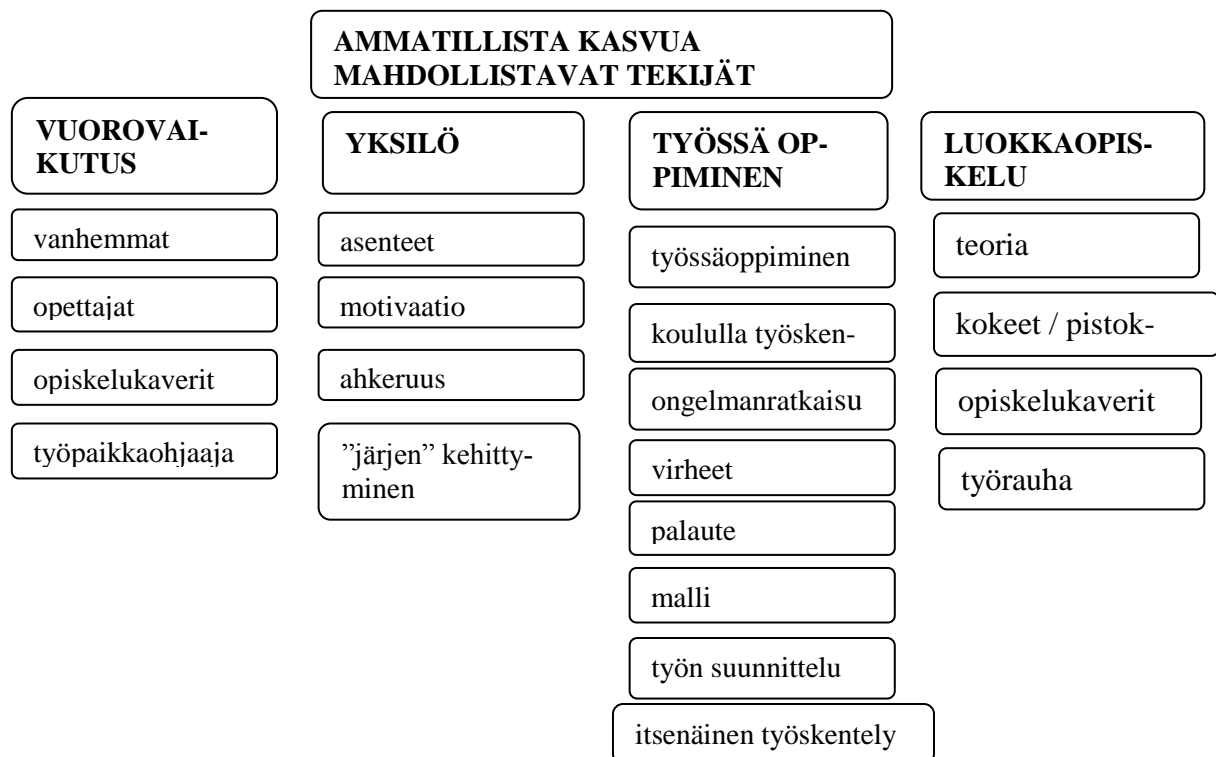 AMMATILLISTA KASVUA
MAHDOLLISTAVAT TEKIJÄT
VUOROVAI-
KUTUS
vanhemmat
opettajat
opiskelukaverit
työpaikkaohjaaja
YKSILÖ
asenteet
motivaatio
ahkeruus
”järjen” kehitty-
minen
TYÖSSÄ OP-
PIMINEN
työssäoppiminen
koululla työsken-
ongelmanratkaisu
virheet
palaute
malli
työn suunnittelu
itsenäinen työskentely
LUOKKAOPIS-
KELU
teoria
kokeet / pistok-
opiskelukaverit
työrauha